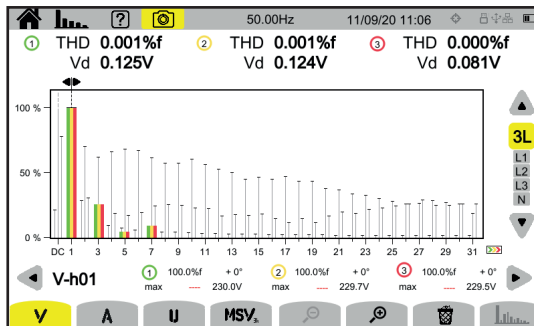 ? 50.00Hz 11/09/20 11:06
1 THD 0.001%f 2 THD 0.001%f 3 THD 0.000%f
Vd 0.125V Vd 0.124V Vd 0.081V
100 %
50 %
0 %
DC 1 3 5 7 9 11 13 15 17 19 21 23 25 27 29 31
3L
L1
L2
L3
N
V-h01 1 100.0%f + 0° 2 100.0%f + 0° 3 100.0%f + 0°
max ---- 230.0V max ---- 229.7V max ---- 229.5V
V A U MSV